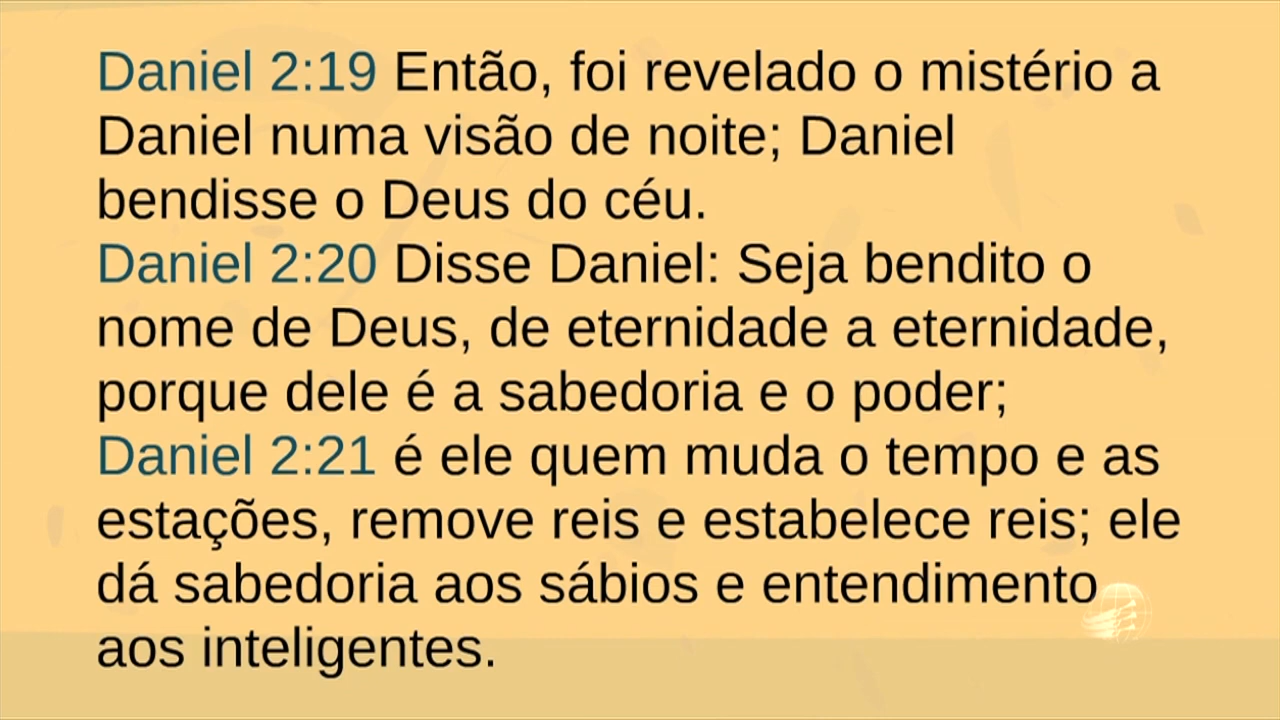 Daniel 2:19 Então, foi revelado o mistério a
Daniel numa visão de noite; Daniel
bendisse o Deus do céu.
Daniel 2:20 Disse Daniel: Seja bendito o
nome de Deus, de eternidade a eternidade,
porque dele é a sabedoria e o poder;
Daniel 2:21 é ele quem muda o tempo e as
estações, remove reis e estabelece reis; ele
dá sabedoria aos sábios e entendimento
aos inteligentes.